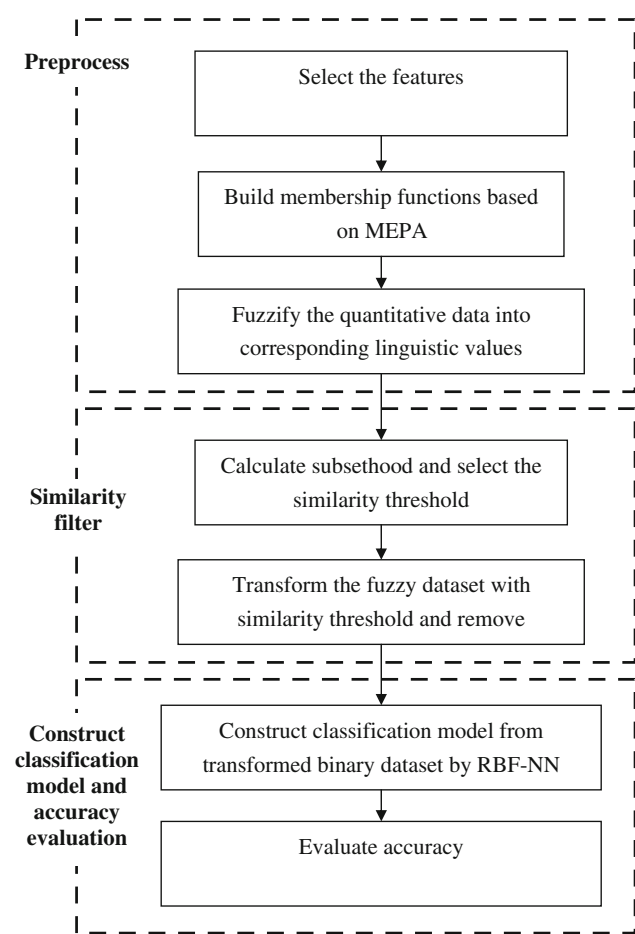 Preprocess
Select the features
Build membership functions based
on MEPA
Fuzzify the quantitative data into
corresponding linguistic values
Similarity
filter
Calculate subsethood and select the
similarity threshold
Transform the fuzzy dataset with
similarity threshold and remove
Construct
classification
model and
accuracy
evaluation
Construct classification model from
transformed binary dataset by RBF-NN
Evaluate accuracy